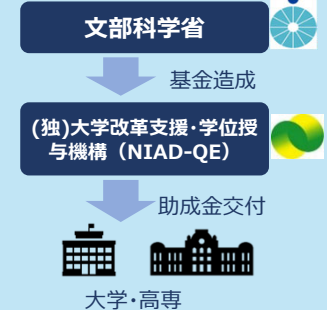 文部科学省
基金造成
(独)大学改革支援・学位授
与機構（NIAD-QE）
助成金交付
大学・高専